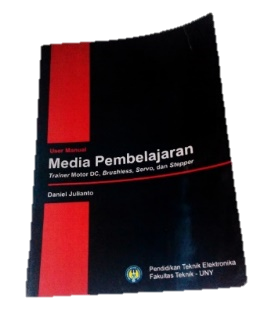 User Manual
Media Pembelajaran
Trainer Motor DC, Brushless, Servo, dan Stepper
Daniel Julianto
Pendidikan Teknik Elektronika
Fakultas Teknik - UNY